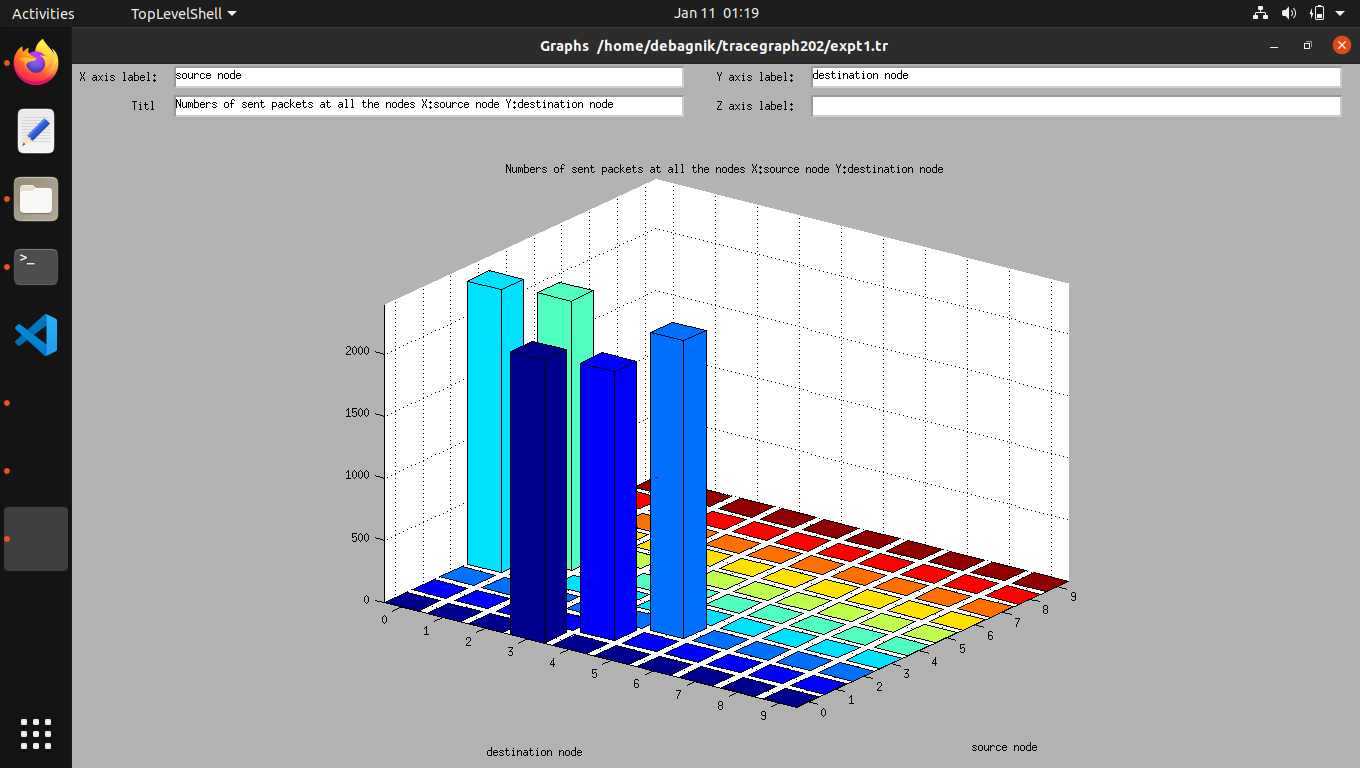 Activities TopLevelShell Jan 11 01:19
Graphs /home/debagnik/tracegraph202/expt1.tr
X axis label: source node Y axis label: destination node
Titl Numbers of sent packets at all the nodes X:source node Y:destination node Z axis label:
>_
Numbers of sent packets at all the nodes X:source node Y:destination node
2000
1500
1000
500
0
0 1 2 3 4 5 6 7 8 9
0 1 2 3 4 5 6 7 8 9
destination node
source node